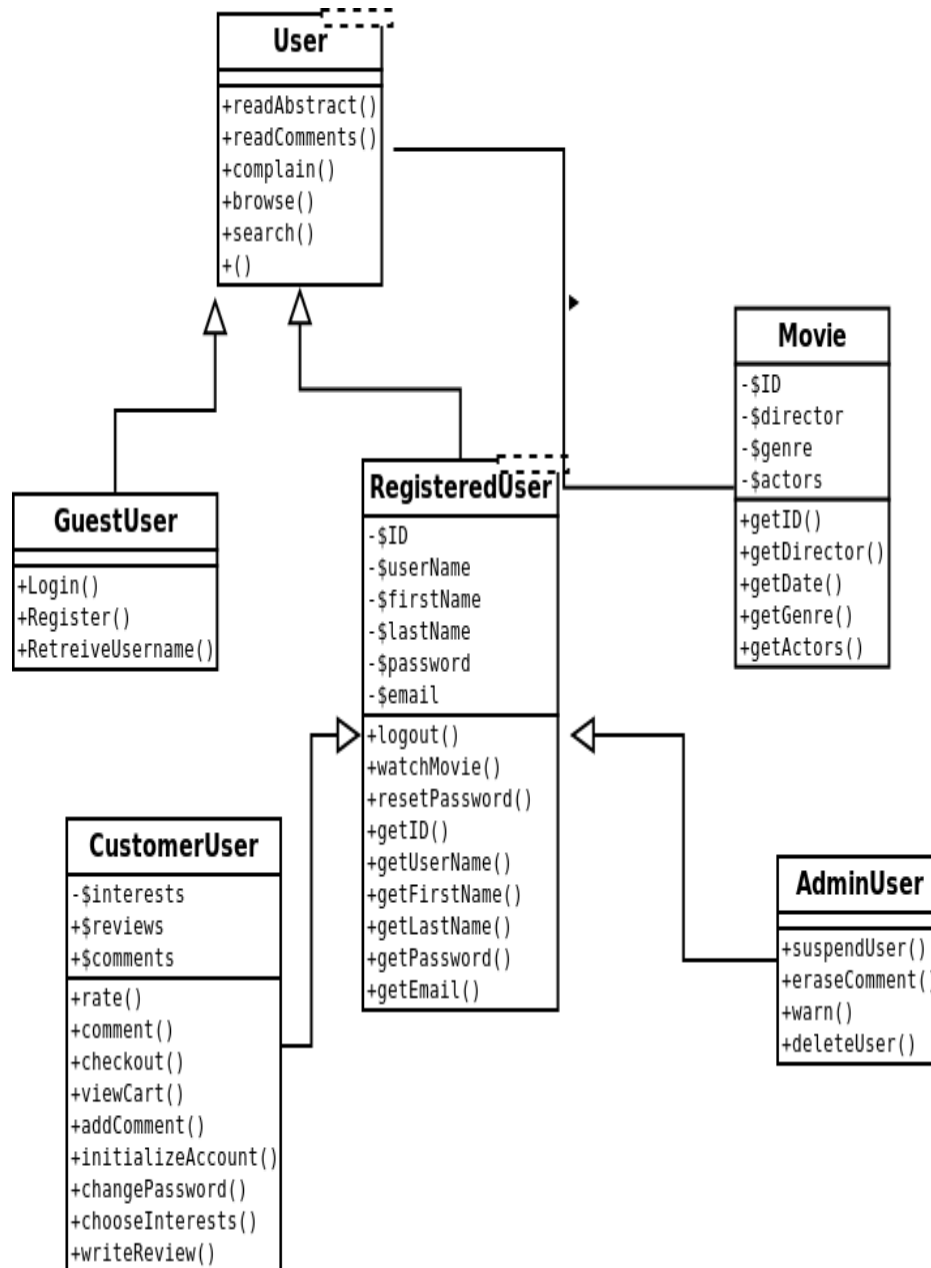 User
+readAbstract()
+readComments()
+complain()
+browse()
+search()
+()
Movie
-$ID
-$director
-$genre
-$actors
+getID()
+getDirector()
+getDate()
+getGenre()
+getActors()
GuestUser
+Login()
+Register()
+RetreiveUsername()
RegisteredUser
-$ID
-$userName
-$firstName
-$lastName
-$password
-$email
+logout()
+watchMovie()
+resetPassword()
+getID()
+getUserName()
+getFirstName()
+getLastName()
+getPassword()
+getEmail()
CustomerUser
-$interests
+$reviews
+$comments
+rate()
+comment()
+checkout()
+viewCart()
+addComment()
+initializeAccount()
+changePassword()
+chooseInterests()
+writeReview()
AdminUser
+suspendUser()
+eraseComment()
+warn()
+deleteUser()